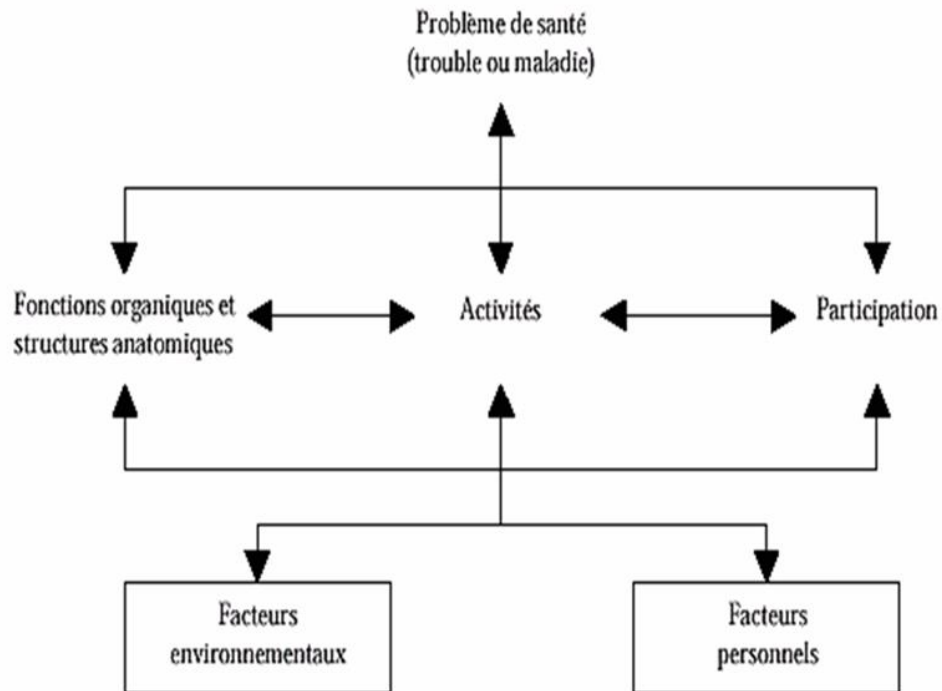 Problème de santé
(trouble ou maladie)
Fonctions organiques et
structures anatomiques
Activités
Participation
Facteurs
environnementaux
Facteurs
personnels